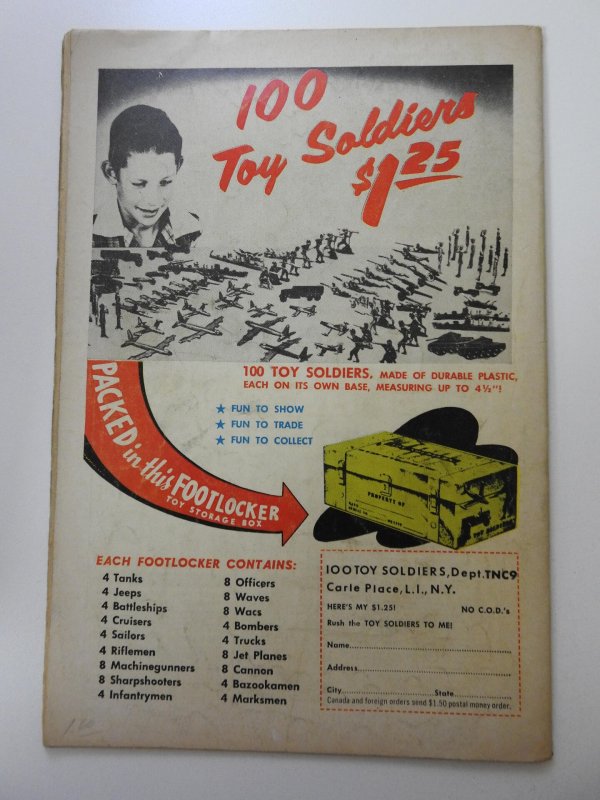 100
Toy Soldiers
$1.25
100 TOY SOLDIERS, MADE OF DURABLE PLASTIC,
EACH ON ITS OWN BASE, MEASURING UP TO 4½"!
PACKED in this FOOTLOCKER
TOY STORAGE BOX
★ FUN TO SHOW
★ FUN TO TRADE
★ FUN TO COLLECT
PROPERTY OF
TOY SOLDIERS
EACH FOOTLOCKER CONTAINS:
4 Tanks
4 Jeeps
4 Battleships
4 Cruisers
4 Sailors
4 Riflemen
8 Machinegunners
8 Sharpshooters
4 Infantrymen
8 Officers
8 Waves
8 Wacs
4 Bombers
4 Trucks
8 Jet Planes
8 Cannon
4 Bazookamen
4 Marksmen
100 TOY SOLDIERS, Dept. TNC9
Carle Place, L.I., N.Y.
HERE'S MY $1.25! NO C.O.D.'s
Rush the TOY SOLDIERS TO ME!
Name
Address
City State
Canada and foreign orders send $1.50 postal money order.